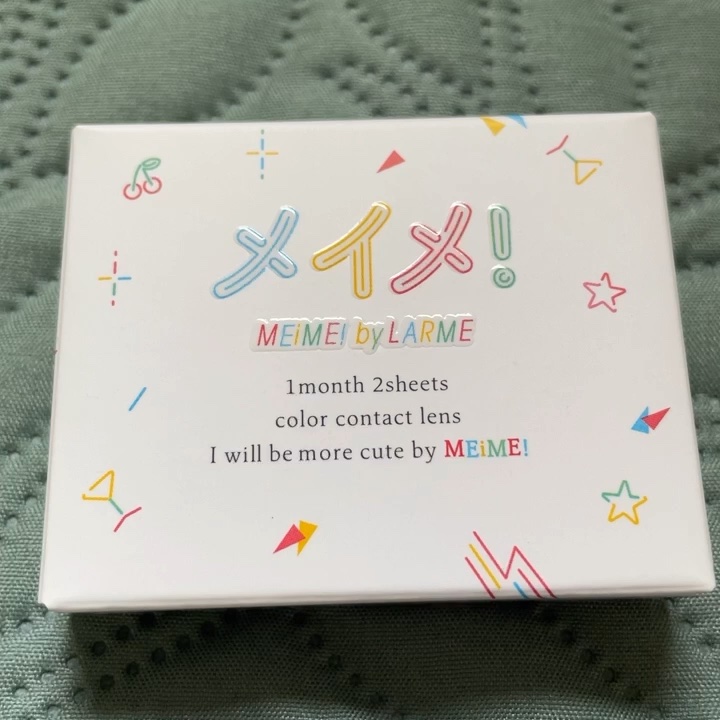 メイメ!
MEiME! by LARME
1month 2sheets
color contact lens
I will be more cute by MEiME!